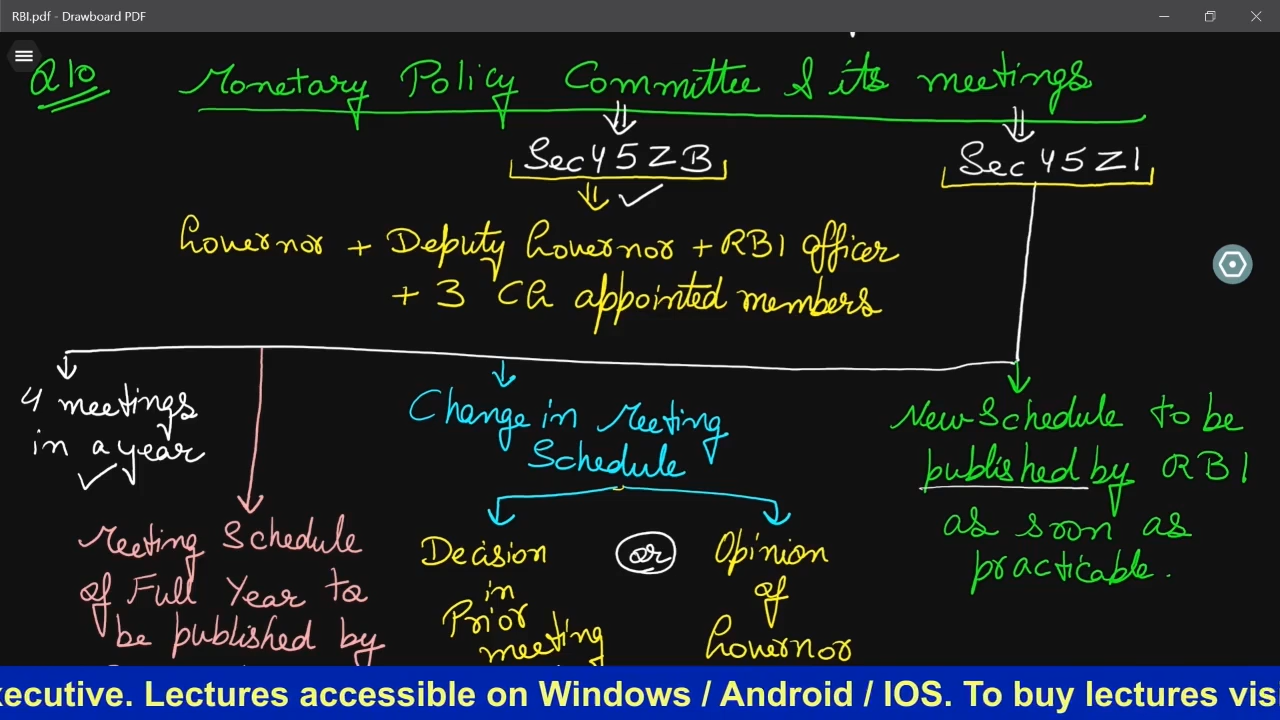 RBI.pdf - Drawboard PDF
Q10 Monetary Policy Committee & its meetings
Sec 45ZB
Sec 45ZI
Governor + Deputy Governor + RBI officer
+ 3 CG appointed members
4 meetings
in a year
Meeting Schedule
of Full Year to
be published by
Change in Meeting
Schedule
Decision
in
Prior
meeting
or
Opinion
of
Governor
New Schedule to be
published by RBI
as soon as
practicable.
xecutive. Lectures accessible on Windows / Android / IOS. To buy lectures visi